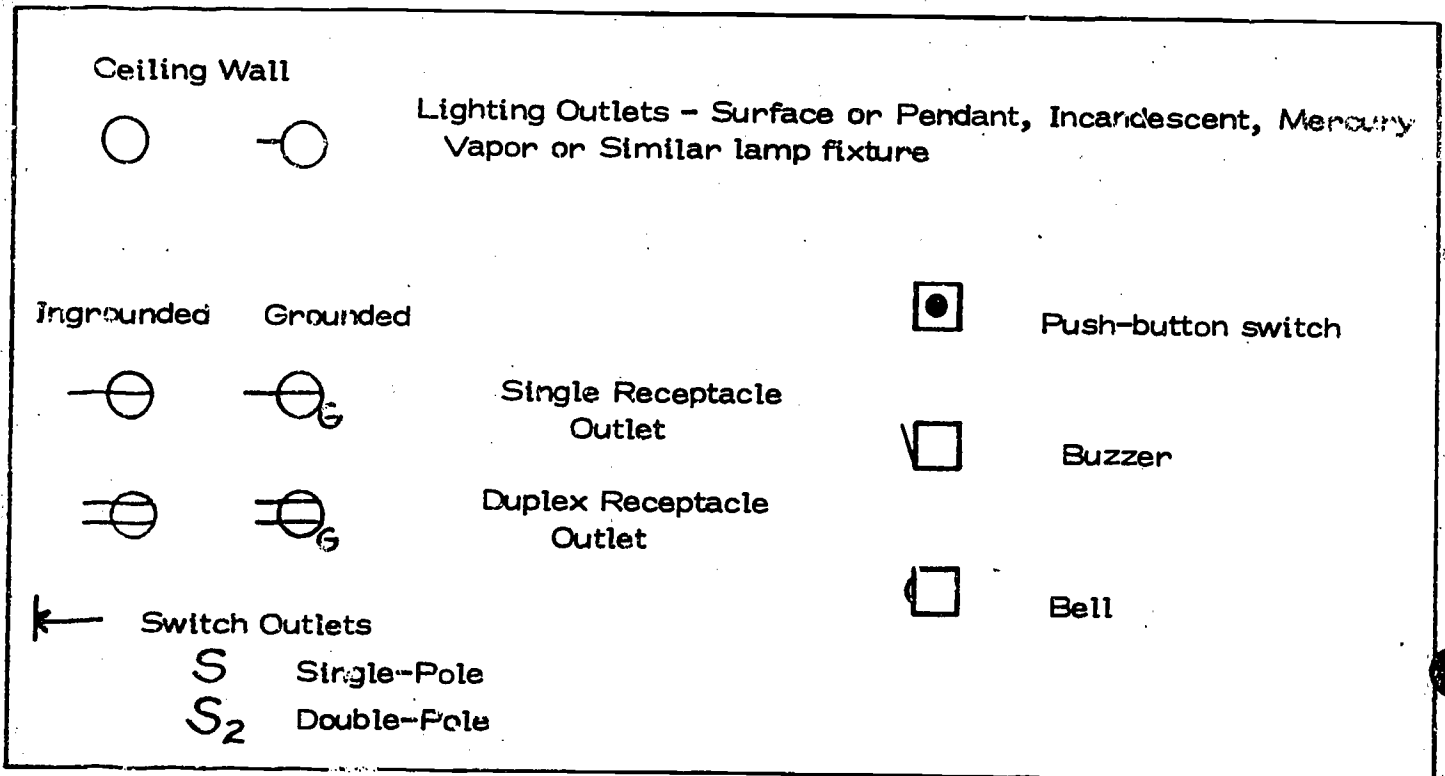 Ceiling Wall
Lighting Outlets - Surface or Pendant, Incandescent, Mercury
Vapor or Similar lamp fixture
Ingrounded Grounded
Push-button switch
G
Single Receptacle
Outlet
Buzzer
G
Duplex Receptacle
Outlet
Bell
Switch Outlets
S Single-Pole
S2 Double-Pole